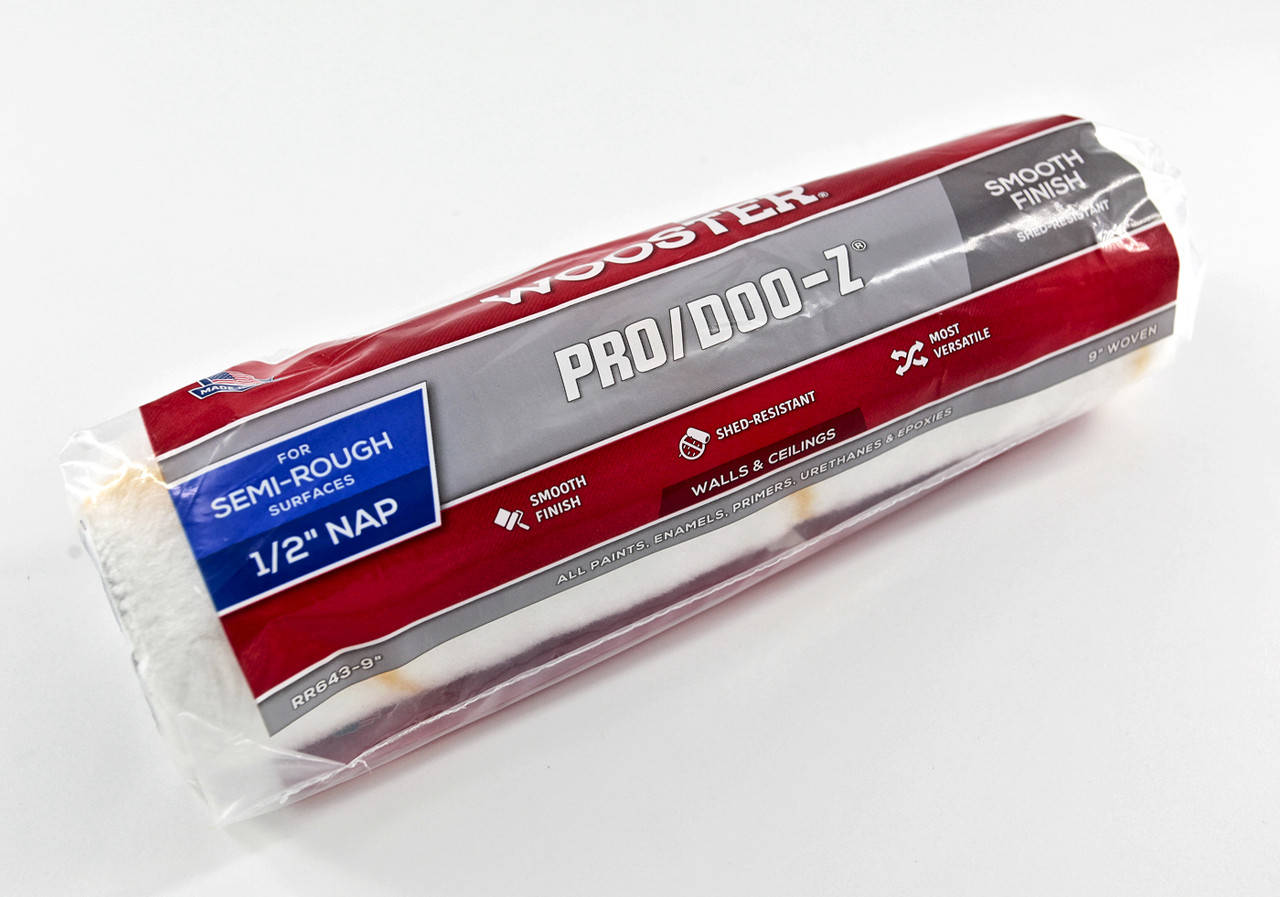 WOOSTER®
PRO/DOO-Z®
SMOOTH
FINISH
SHED-RESISTANT
MADE
FOR
SEMI-ROUGH
SURFACES
1/2" NAP
SMOOTH
FINISH
SHED-RESISTANT
MOST
VERSATILE
WALLS & CEILINGS
ALL PAINTS, ENAMELS, PRIMERS, URETHANES & EPOXIES
RR643-9"
9" WOVEN